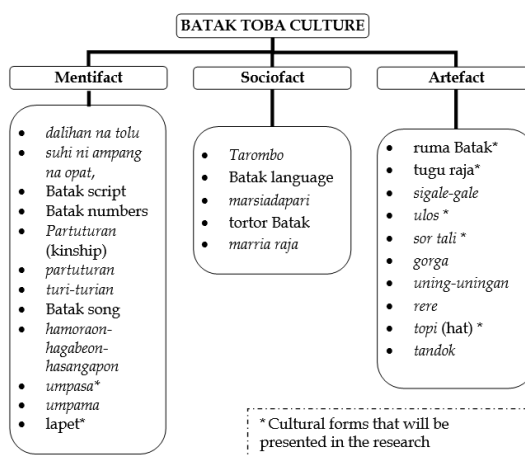 BATAK TOBA CULTURE
Mentifact
Sociofact
Artefact
• dalihan na tolu
• suhi ni ampang
na opat,
• Batak script
• Batak numbers
• Partuturan
(kinship)
• partuturan
• turi-turian
• Batak song
• hamoraon-
hagabeon-
hasangapon
• umpasa*
• umpama
• lapet*
• Tarombo
• Batak language
• marsiadapari
• tortor Batak
• marria raja
• ruma Batak*
• tugu raja*
• sigale-gale
• ulos *
• sor tali *
• gorga
• uning-uningan
• rere
• topi (hat) *
• tandok
* Cultural forms that will be
presented in the research